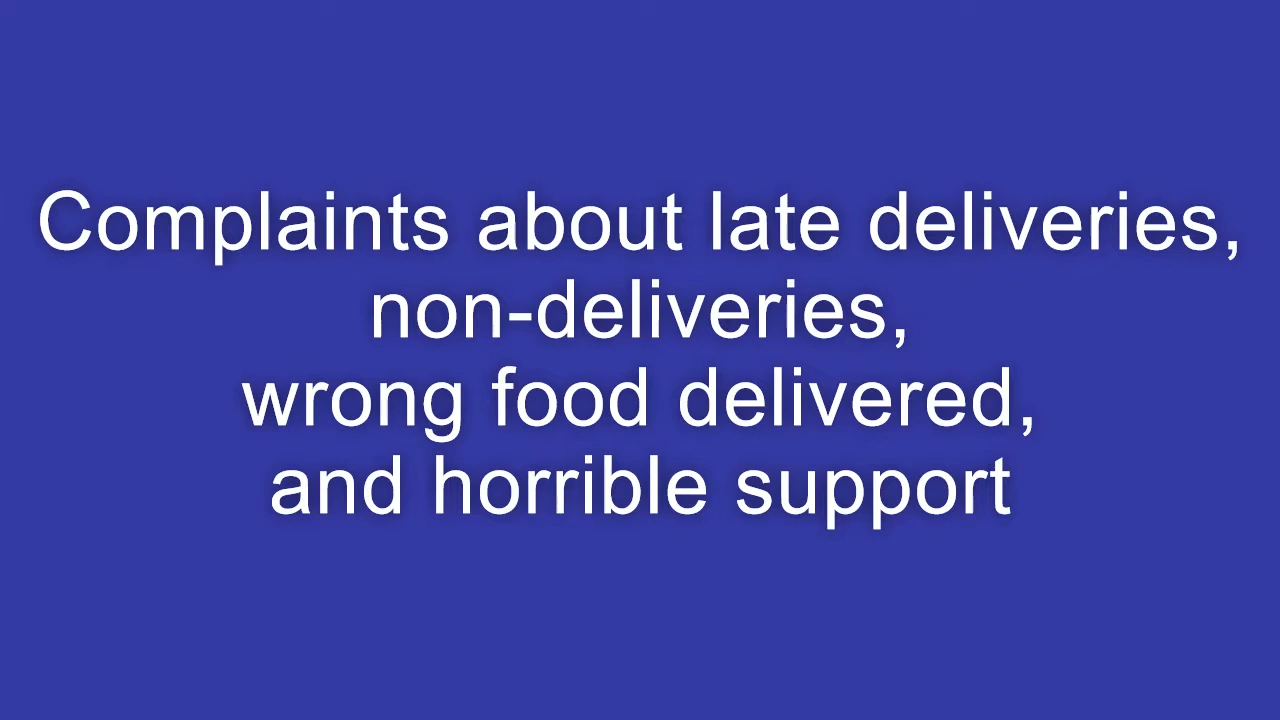 Complaints about late deliveries,
non-deliveries,
wrong food delivered,
and horrible support